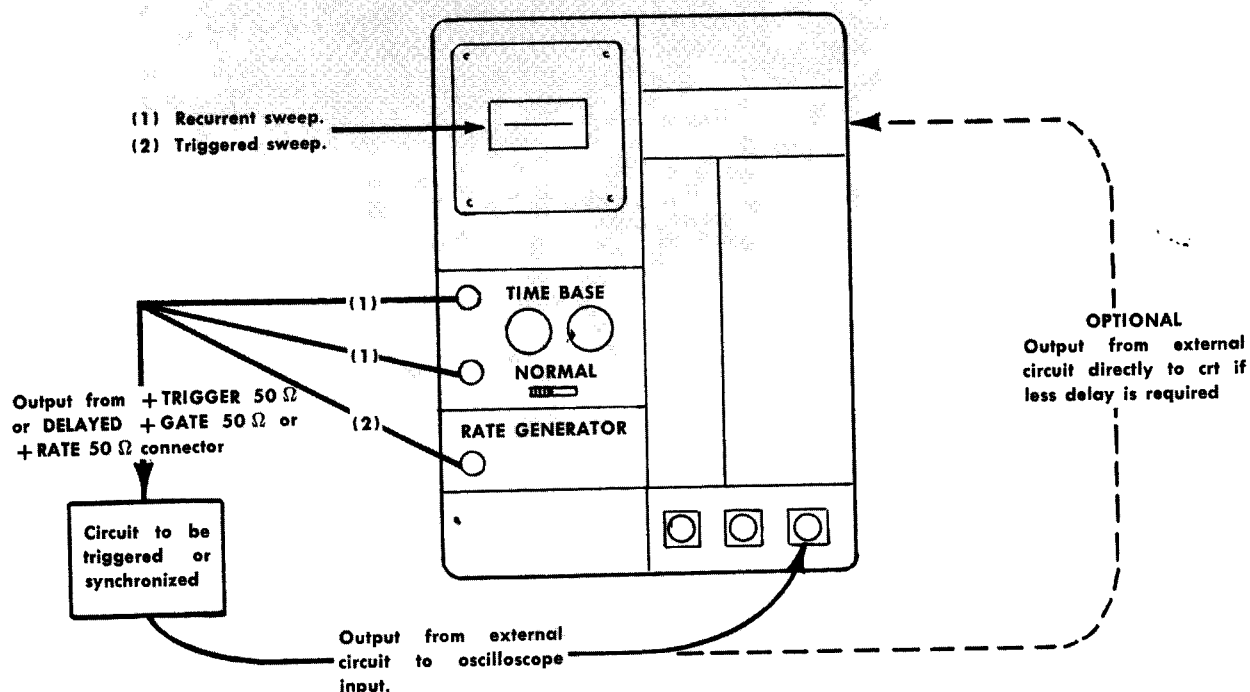 (1) Recurrent sweep.
(2) Triggered sweep.
(1)
TIME BASE
(1)
NORMAL
Output from + TRIGGER 50 Ω
or DELAYED + GATE 50 Ω or
+ RATE 50 Ω connector
(2)
RATE GENERATOR
OPTIONAL
Output from external
circuit directly to crt if
less delay is required
Circuit to be
triggered or
synchronized
Output from external
circuit to oscilloscope
input.